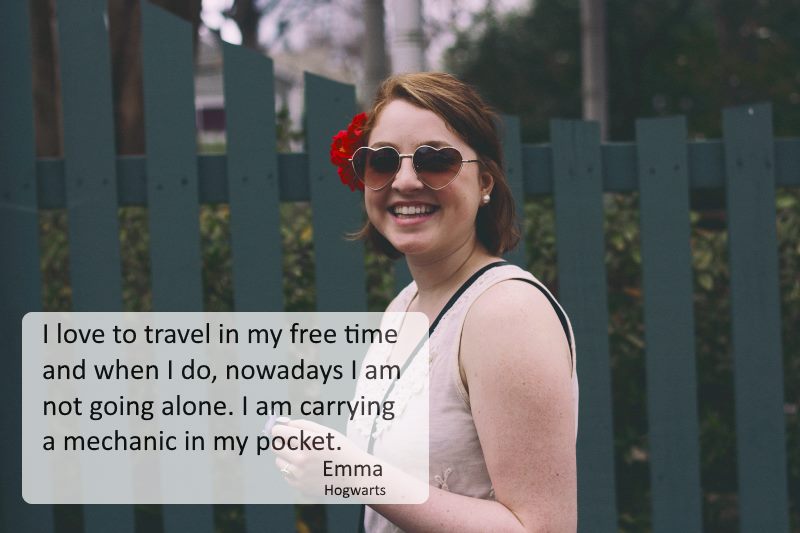 I love to travel in my free time
and when I do, nowadays I am
not going alone. I am carrying
a mechanic in my pocket.
Emma
Hogwarts